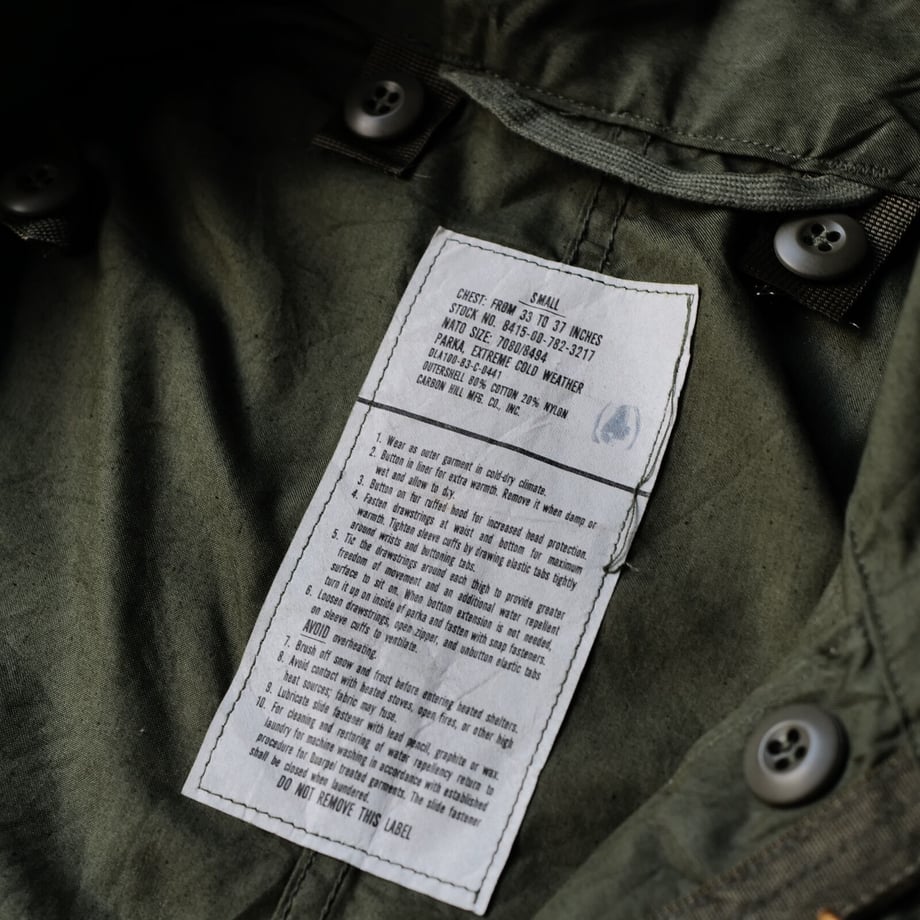 SMALL
CHEST: FROM 33 TO 37 INCHES
STOCK NO. 8415-00-782-3217
NATO SIZE: 7080/8494
PARKA, EXTREME COLD WEATHER
DLA100-83-C-0441
OUTERSHELL 80% COTTON 20% NYLON
CARBON HILL MFG. CO., INC.
1. Wear as outer garment in cold-dry climate.
2. Button in liner for extra warmth. Remove it when damp or
wet and allow to dry.
3. Button on fur ruffed hood for increased head protection.
4. Fasten drawstrings at waist and bottom for maximum
warmth. Tighten sleeve cuffs by drawing elastic tabs tightly
around wrists and buttoning tabs.
5. Tie the drawstrings around each thigh to provide greater
freedom of movement and an additional water repellent
surface to sit on. When bottom extension is not needed,
turn it up on inside of parka and fasten with snap fasteners.
6. Loosen drawstrings, open zipper, and unbutton elastic tabs
on sleeve cuffs to ventilate.
AVOID overheating.
7. Brush off snow and frost before entering heated shelters.
8. Avoid contact with heated stoves, open fires, or other high
heat sources; fabric may fuse.
9. Lubricate slide fastener with lead pencil, graphite or wax.
10. For cleaning and restoring of water repellency return to
laundry for machine washing in accordance with established
procedure for Quarpel treated garments. The slide fastener
shall be closed when laundered.
DO NOT REMOVE THIS LABEL